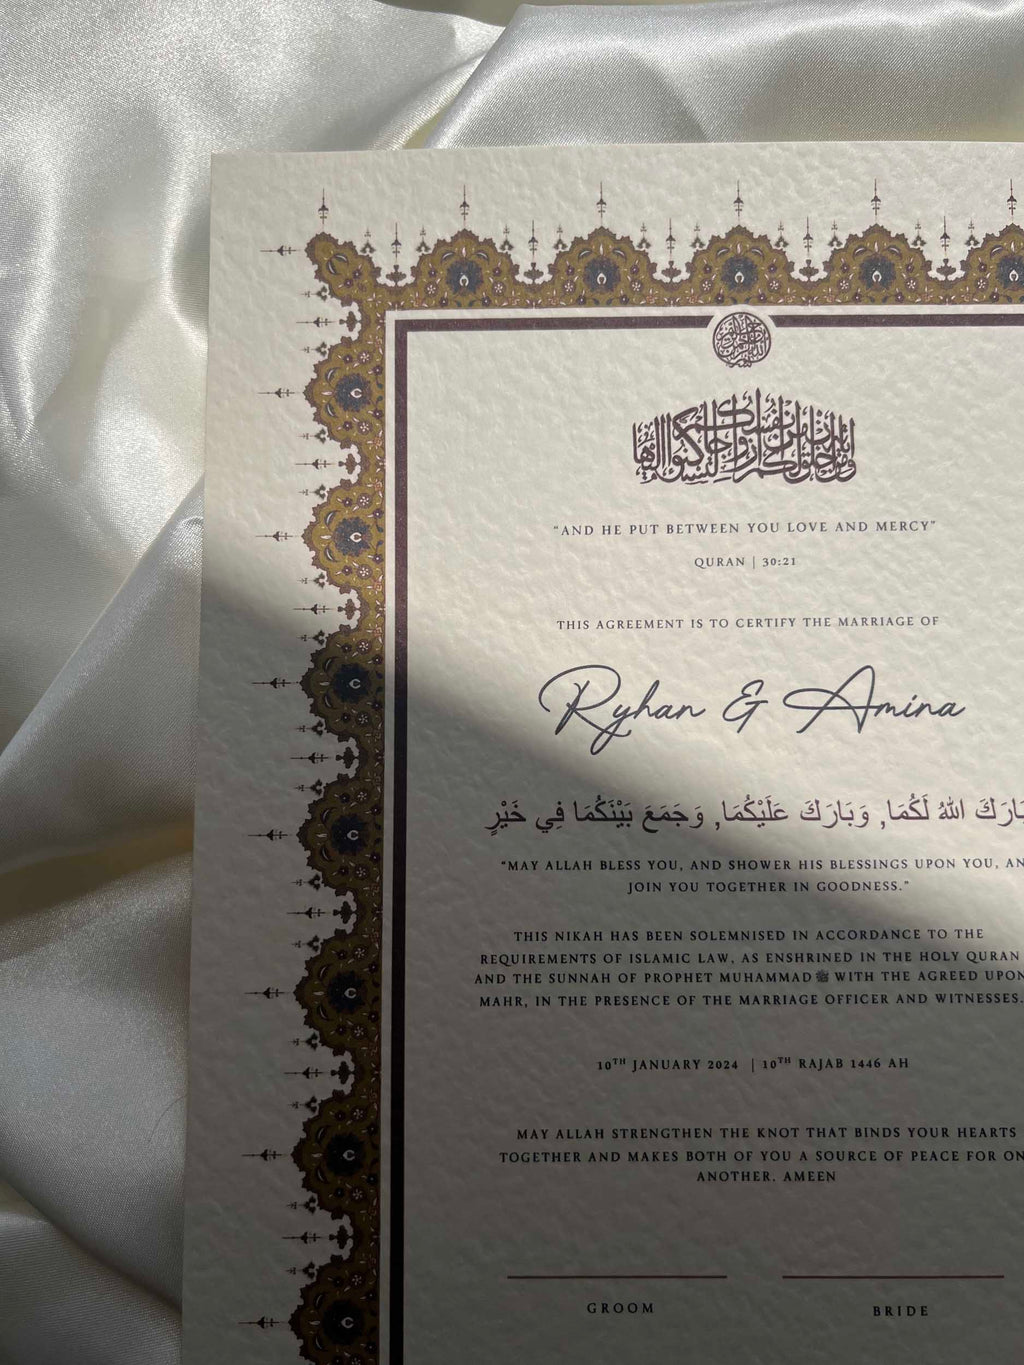 “AND HE PUT BETWEEN YOU LOVE AND MERCY”
QURAN | 30:21
THIS AGREEMENT IS TO CERTIFY THE MARRIAGE OF
Ryhan & Amina
بَارَكَ اللهُ لَكُمَا, وَبَارَكَ عَلَيْكُمَا, وَجَمَعَ بَيْنَكُمَا فِي خَيْرٍ
“MAY ALLAH BLESS YOU, AND SHOWER HIS BLESSINGS UPON YOU, AN
JOIN YOU TOGETHER IN GOODNESS.”
THIS NIKAH HAS BEEN SOLEMNISED IN ACCORDANCE TO THE
REQUIREMENTS OF ISLAMIC LAW, AS ENSHRINED IN THE HOLY QURAN
AND THE SUNNAH OF PROPHET MUHAMMAD ﷺ WITH THE AGREED UPON
MAHR, IN THE PRESENCE OF THE MARRIAGE OFFICER AND WITNESSES.
10TH JANUARY 2024 | 10TH RAJAB 1446 AH
MAY ALLAH STRENGTHEN THE KNOT THAT BINDS YOUR HEARTS
TOGETHER AND MAKES BOTH OF YOU A SOURCE OF PEACE FOR ON
ANOTHER. AMEEN
GROOM
BRIDE